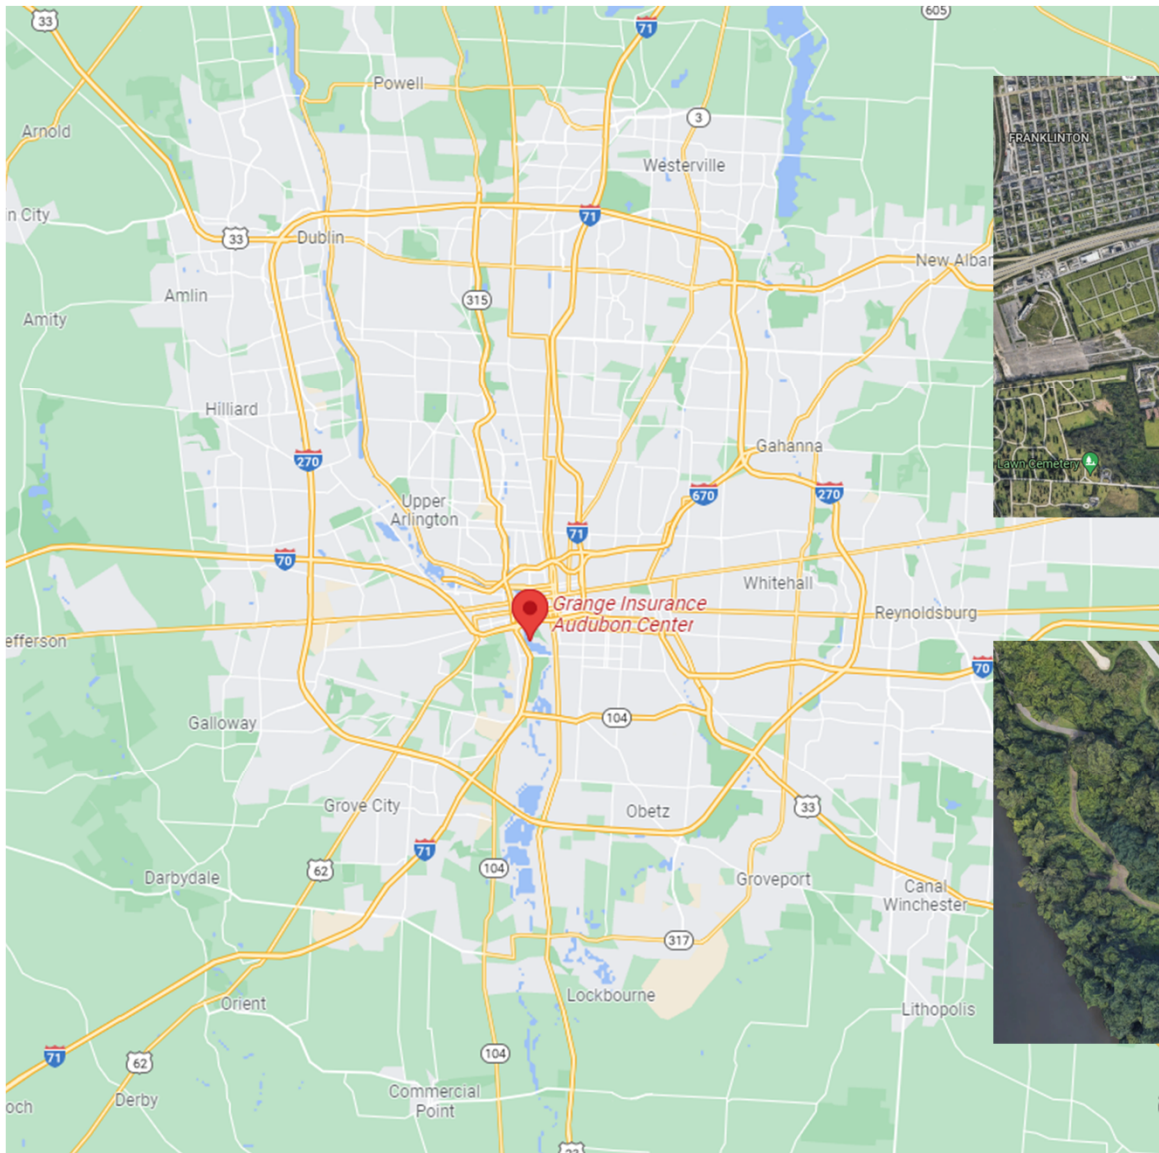 33
71
605
Powell
Arnold
3
Westerville
n City
71
33
Dublin
New Alban
Amlin
315
Amity
Hilliard
Gahanna
270
670
270
Upper
Arlington
71
70
Whitehall
Grange Insurance
Audubon Center
Reynoldsburg
efferson
70
104
Galloway
Grove City
Obetz
33
71
62
104
Darbydale
Groveport
Canal
Winchester
317
Lockbourne
Orient
Lithopolis
71
62
104
Commercial
Point
Derby
och
FRANKLINTON
Lawn Cemetery